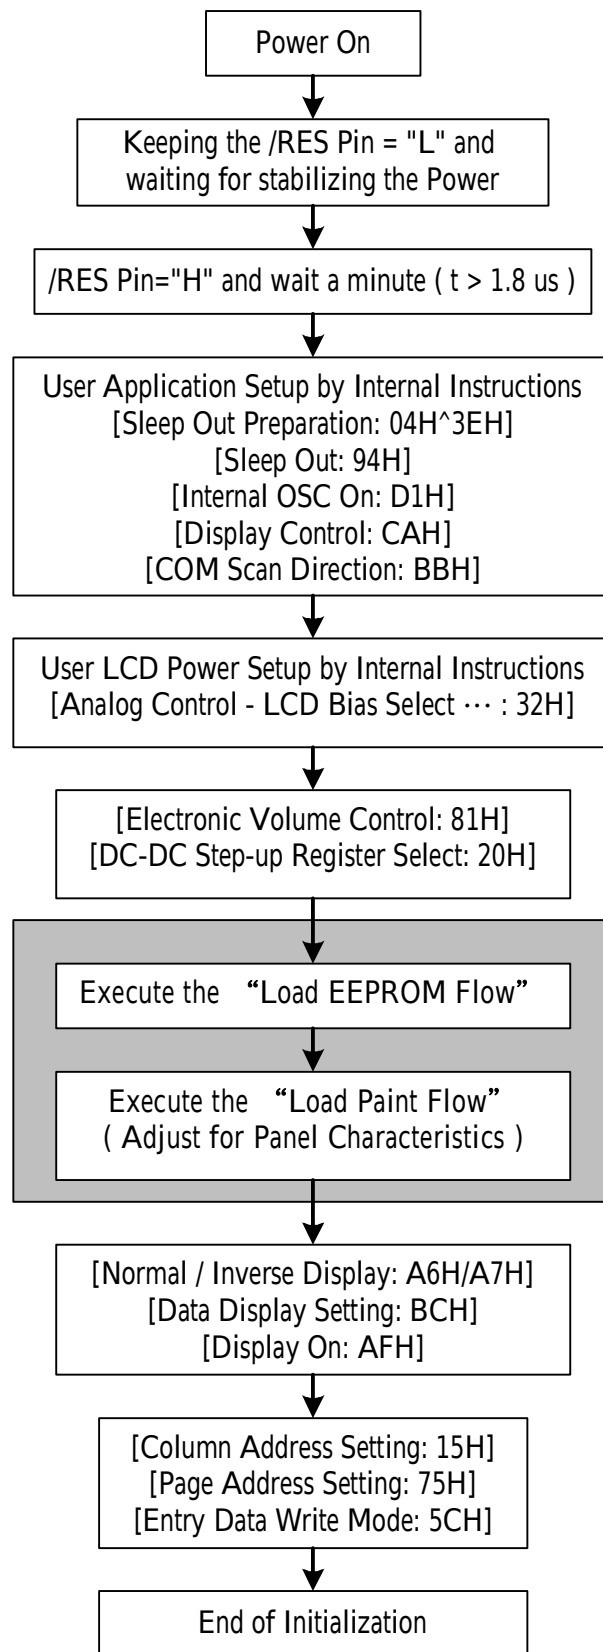 Power On
Keeping the /RES Pin = "L" and
waiting for stabilizing the Power
/RES Pin="H" and wait a minute ( t > 1.8 us )
User Application Setup by Internal Instructions
[Sleep Out Preparation: 04H^3EH]
[Sleep Out: 94H]
[Internal OSC On: D1H]
[Display Control: CAH]
[COM Scan Direction: BBH]
User LCD Power Setup by Internal Instructions
[Analog Control - LCD Bias Select ··· : 32H]
[Electronic Volume Control: 81H]
[DC-DC Step-up Register Select: 20H]
Execute the “Load EEPROM Flow”
Execute the “Load Paint Flow”
( Adjust for Panel Characteristics )
[Normal / Inverse Display: A6H/A7H]
[Data Display Setting: BCH]
[Display On: AFH]
[Column Address Setting: 15H]
[Page Address Setting: 75H]
[Entry Data Write Mode: 5CH]
End of Initialization